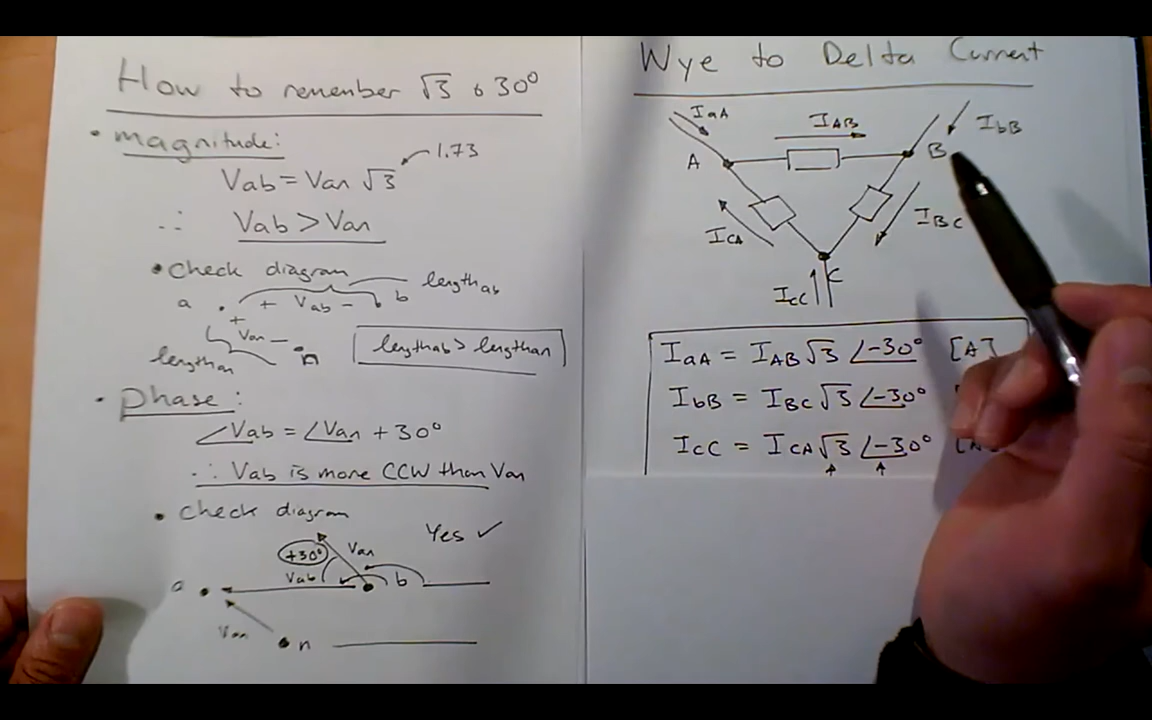 How to remember √3 & 30°
• magnitude:
1.73
Vab = Van √3
∴ Vab > Van
• check diagram
lengthab
a + Vab - b
+
Van -
lengthan n
lengthab > lengthan
• Phase:
∠Vab = ∠Van + 30°
∴ Vab is more CCW than Van
• check diagram
Yes ✓
+30° Van
Vab b
a
Van
n
Wye to Delta Current
IaA
IAB
IbB
A
B
ICA
IBC
C
IcC
IaA = IAB √3 ∠-30° [A]
IbB = IBC √3 ∠-30° [
IcC = ICA √3 ∠-30° [A